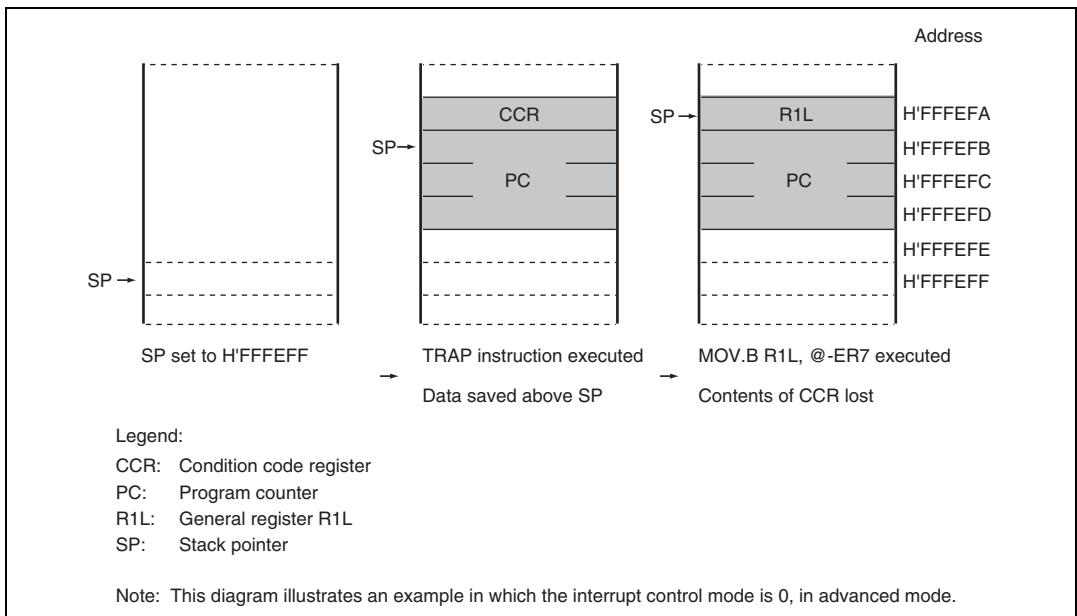 Address
CCR
SP
R1L
H'FFFEFA
SP
H'FFFEFB
PC
PC
H'FFFEFC
H'FFFEFD
H'FFFEFE
SP
H'FFFEFF
SP set to H'FFFEFF
TRAP instruction executed
MOV.B R1L, @-ER7 executed
Data saved above SP
Contents of CCR lost
Legend:
CCR: Condition code register
PC: Program counter
R1L: General register R1L
SP: Stack pointer
Note: This diagram illustrates an example in which the interrupt control mode is 0, in advanced mode.